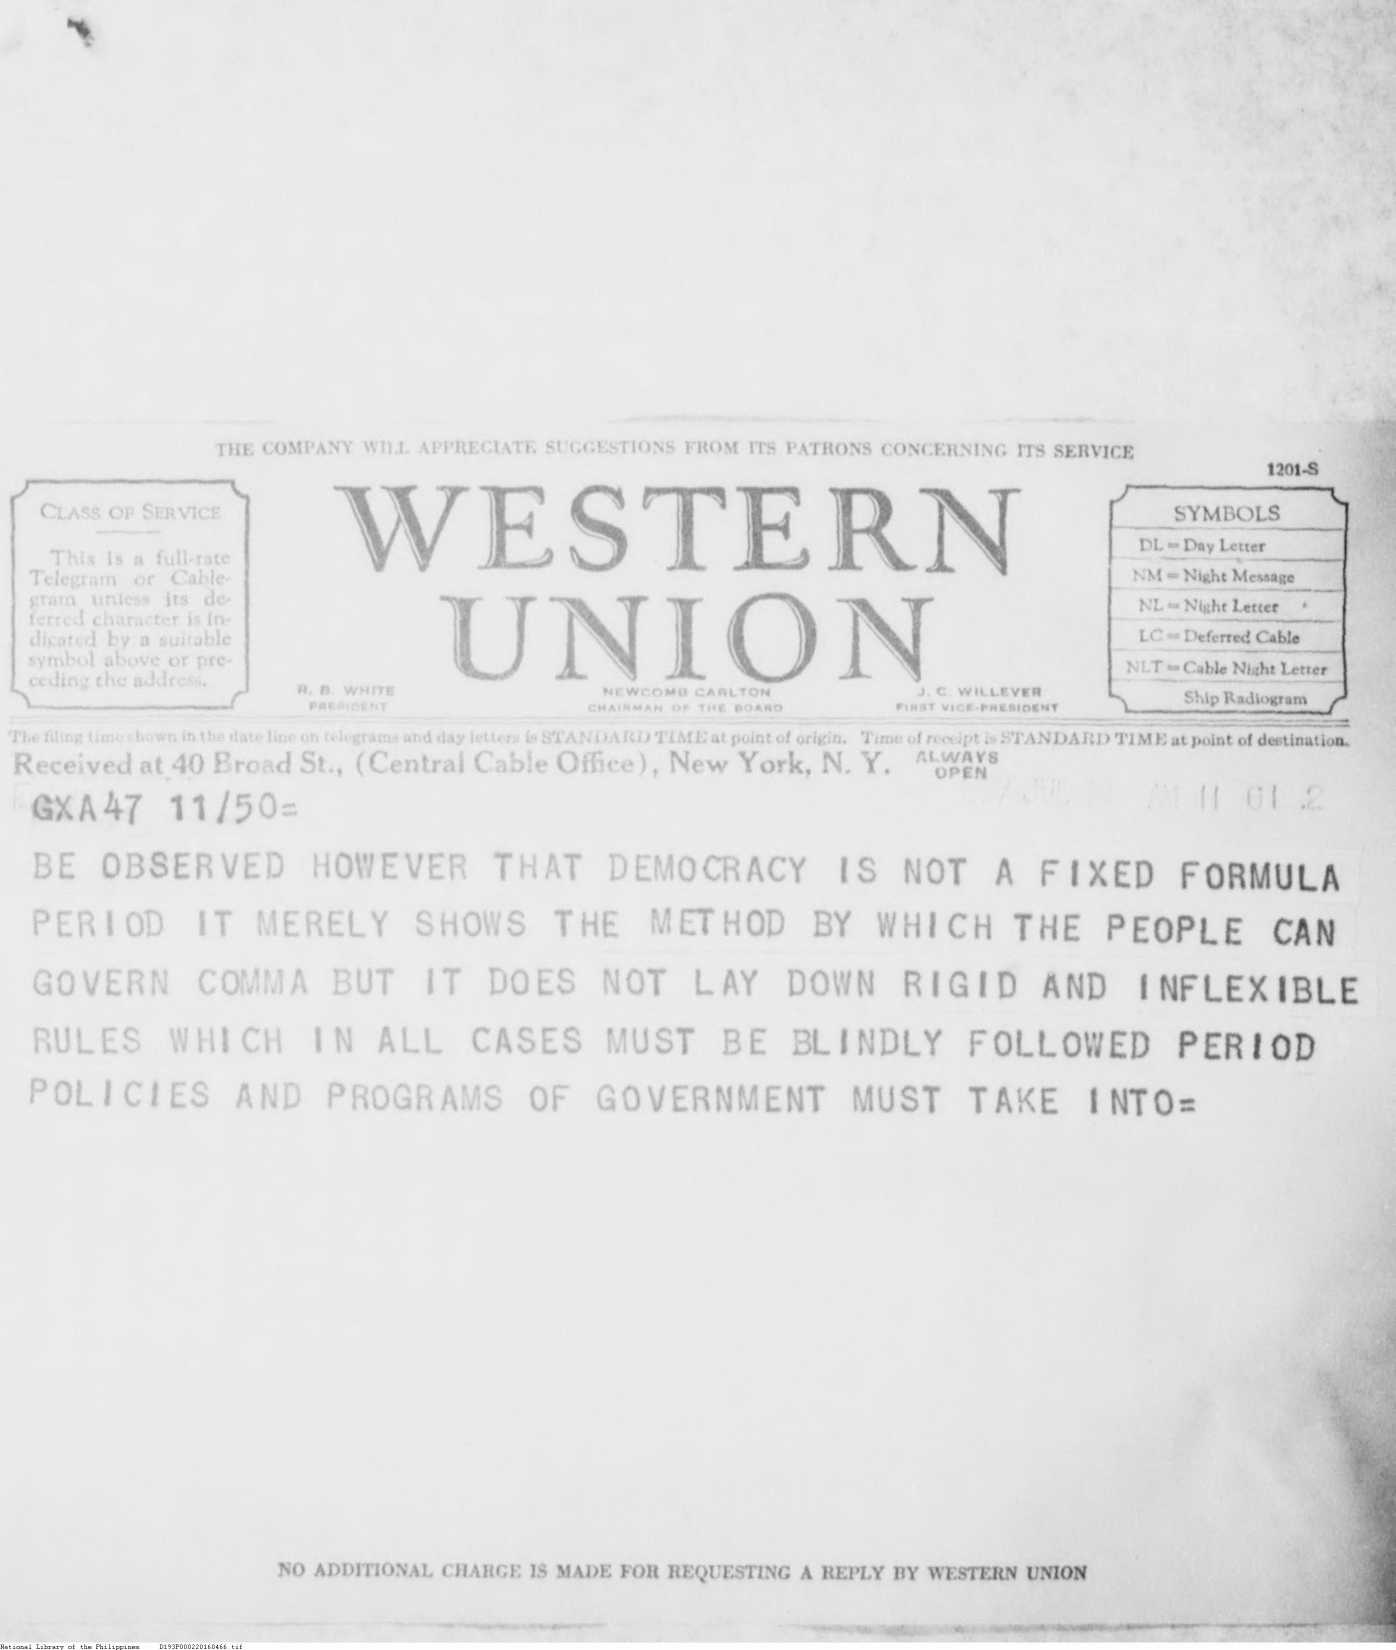 THE COMPANY WILL APPRECIATE SUGGESTIONS FROM ITS PATRONS CONCERNING ITS SERVICE
1201-S
CLASS OF SERVICE
This is a full-rate
Telegram or Cable-
gram unless its de-
ferred character is in-
dicated by a suitable
symbol above or pre-
ceding the address.
WESTERN
UNION
R. B. WHITE
PRESIDENT
NEWCOMB CARLTON
CHAIRMAN OF THE BOARD
J. C. WILLEVER
FIRST VICE-PRESIDENT
SYMBOLS
DL = Day Letter
NM = Night Message
NL = Night Letter
LC = Deferred Cable
NLT = Cable Night Letter
Ship Radiogram
The filing time shown in the date line on telegrams and day letters is STANDARD TIME at point of origin. Time of receipt is STANDARD TIME at point of destination.
Received at 40 Broad St., (Central Cable Office), New York, N. Y. ALWAYS OPEN
GXA47 11/50=
BE OBSERVED HOWEVER THAT DEMOCRACY IS NOT A FIXED FORMULA
PERIOD IT MERELY SHOWS THE METHOD BY WHICH THE PEOPLE CAN
GOVERN COMMA BUT IT DOES NOT LAY DOWN RIGID AND INFLEXIBLE
RULES WHICH IN ALL CASES MUST BE BLINDLY FOLLOWED PERIOD
POLICIES AND PROGRAMS OF GOVERNMENT MUST TAKE INTO=
NO ADDITIONAL CHARGE IS MADE FOR REQUESTING A REPLY BY WESTERN UNION
National Library of the Philippines D193P000220160466 tif